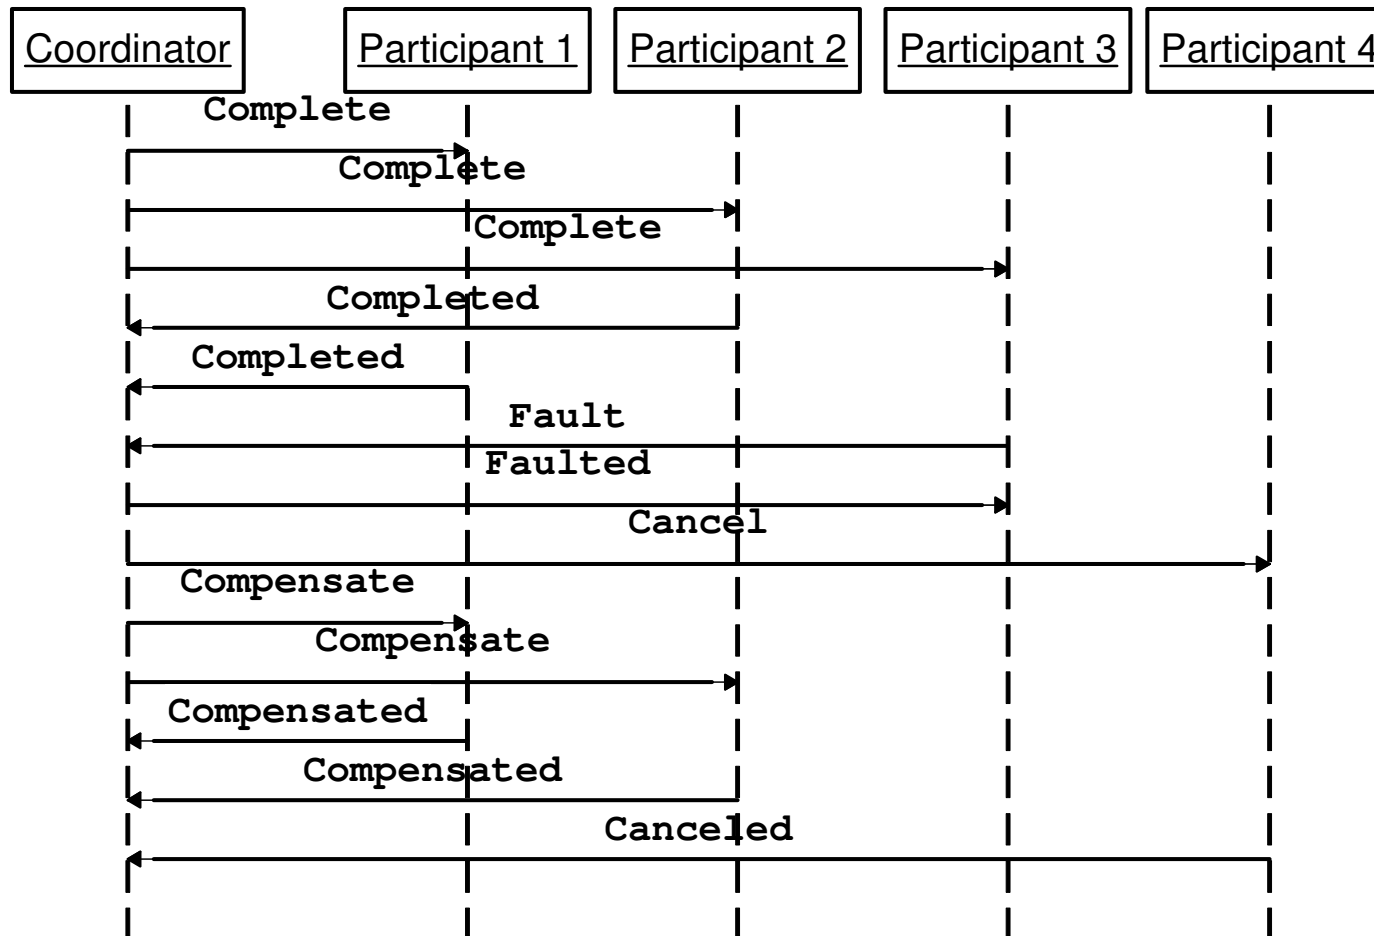 Coordinator Participant 1 Participant 2 Participant 3 Participant 4
Complete
Complete
Complete
Completed
Completed
Fault
Faulted
Cancel
Compensate
Compensate
Compensated
Compensated
Canceled